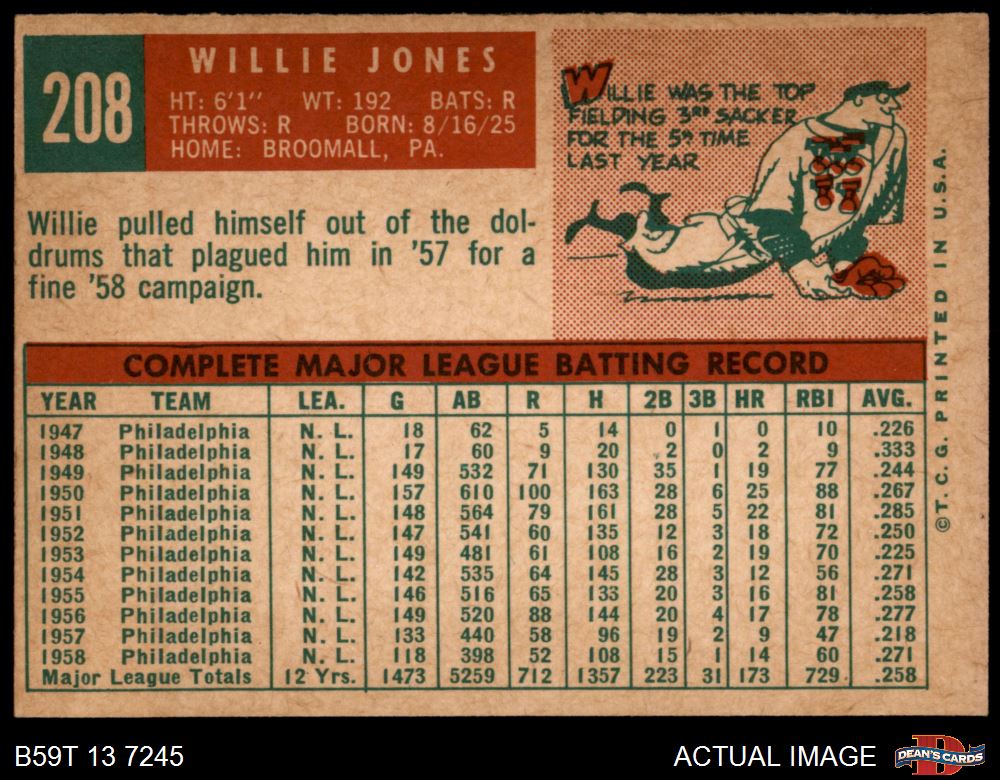 208
WILLIE JONES
HT: 6'1" WT: 192 BATS: R
THROWS: R BORN: 8/16/25
HOME: BROOMALL, PA.
WILLIE WAS THE TOP
FIELDING 3RD SACKER
FOR THE 5TH TIME
LAST YEAR
Willie pulled himself out of the dol-
drums that plagued him in '57 for a
fine '58 campaign.
COMPLETE MAJOR LEAGUE BATTING RECORD
YEAR TEAM LEA. G AB R H 2B 3B HR RBI AVG.
1947 Philadelphia N. L. 18 62 5 14 0 1 0 10 .226
1948 Philadelphia N. L. 17 60 9 20 2 0 2 9 .333
1949 Philadelphia N. L. 149 532 71 130 35 1 19 77 .244
1950 Philadelphia N. L. 157 610 100 163 28 6 25 88 .267
1951 Philadelphia N. L. 148 564 79 161 28 5 22 81 .285
1952 Philadelphia N. L. 147 541 60 135 12 3 18 72 .250
1953 Philadelphia N. L. 149 481 61 108 16 2 19 70 .225
1954 Philadelphia N. L. 142 535 64 145 28 3 12 56 .271
1955 Philadelphia N. L. 146 516 65 133 20 3 16 81 .258
1956 Philadelphia N. L. 149 520 88 144 20 4 17 78 .277
1957 Philadelphia N. L. 133 440 58 96 19 2 9 47 .218
1958 Philadelphia N. L. 118 398 52 108 15 1 14 60 .271
Major League Totals 12 Yrs. 1473 5259 712 1357 223 31 173 729 .258
©T. C. G. PRINTED IN U.S.A.
B59T 13 7245
ACTUAL IMAGE
D
DEAN'S CARDS